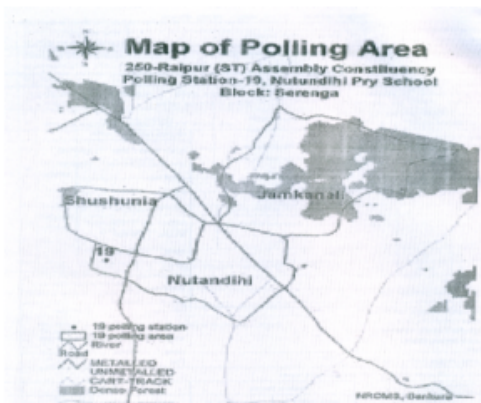 Map of Polling Area
250-Raipur (ST) Assembly Constituency
Polling Station-19, Nutundihi Pry School
Block: Serenga
Jamkanali
Shushunia
19
Nutandihi
19 polling station
19 polling area
River
Road
METALLED
UNMETALLED
CART-TRACK
Dense Forest
NRDMS, Bankura